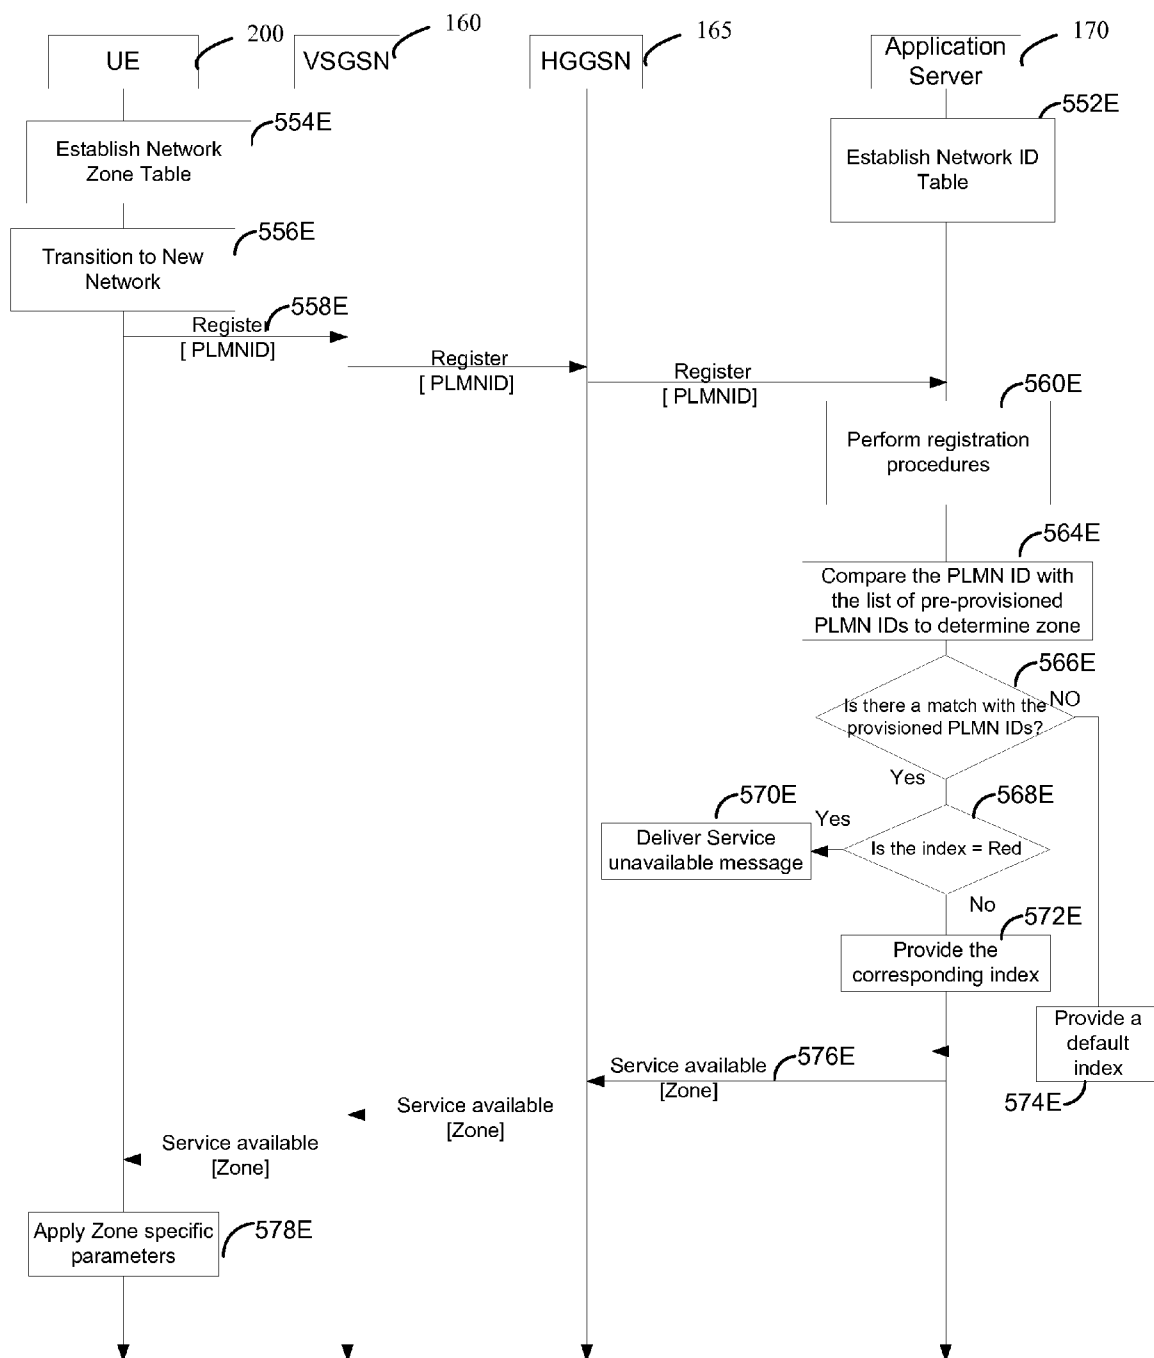 200
160
165
170
UE
VSGSN
HGGSN
Application
Server
554E
552E
Establish Network
Zone Table
Establish Network ID
Table
556E
Transition to New
Network
558E
Register
[ PLMNID]
Register
[ PLMNID]
Register
[ PLMNID]
560E
Perform registration
procedures
564E
Compare the PLMN ID with
the list of pre-provisioned
PLMN IDs to determine zone
566E
NO
Is there a match with the
provisioned PLMN IDs?
Yes
570E
568E
Yes
Deliver Service
unavailable message
Is the index = Red
No
572E
Provide the
corresponding index
Provide a
default
index
574E
576E
Service available
[Zone]
Service available
[Zone]
Service available
[Zone]
Apply Zone specific
parameters
578E